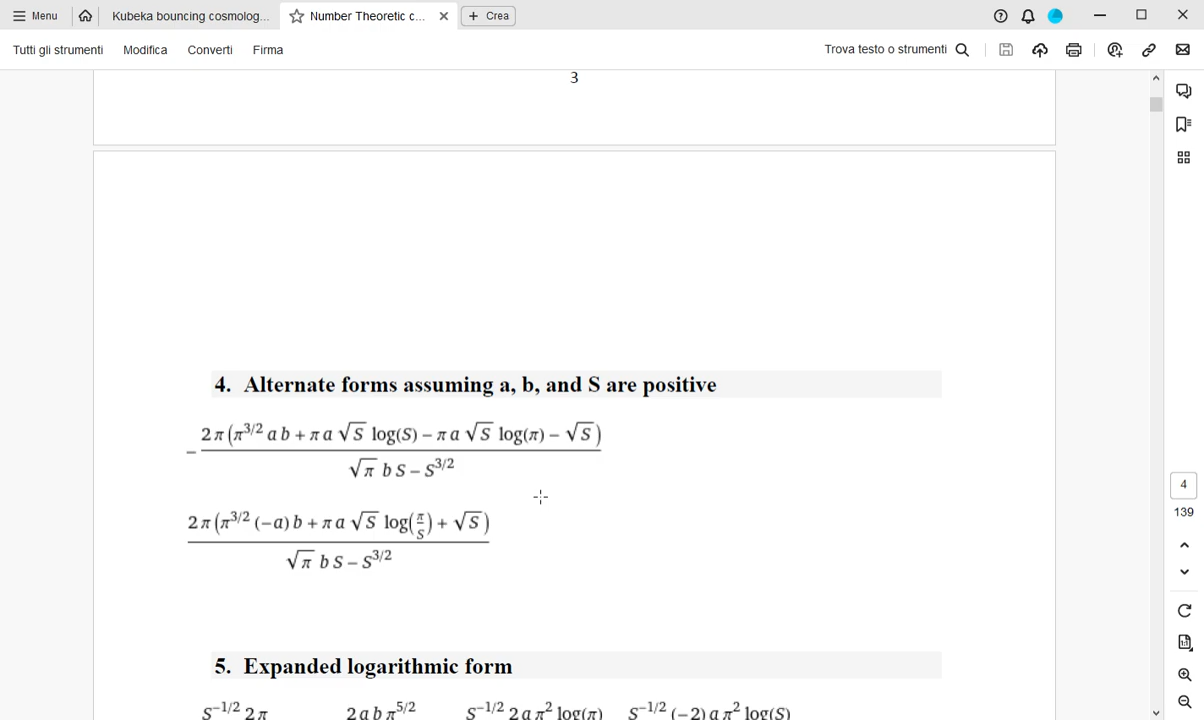 Menu Kubeka bouncing cosmolog... Number Theoretic c... Crea
Tutti gli strumenti Modifica Converti Firma Trova testo o strumenti
3
4. Alternate forms assuming a, b, and S are positive
− 2 π (π^3/2 a b + π a √S log(S) − π a √S log(π) − √S) / √π b S − S^3/2
2 π (π^3/2 (−a) b + π a √S log(π/S) + √S) / √π b S − S^3/2
5. Expanded logarithmic form
S^−1/2 2 π 2 a b π^5/2 S^−1/2 2 a π^2 log(π) S^−1/2 (−2) a π^2 log(S)
4
139